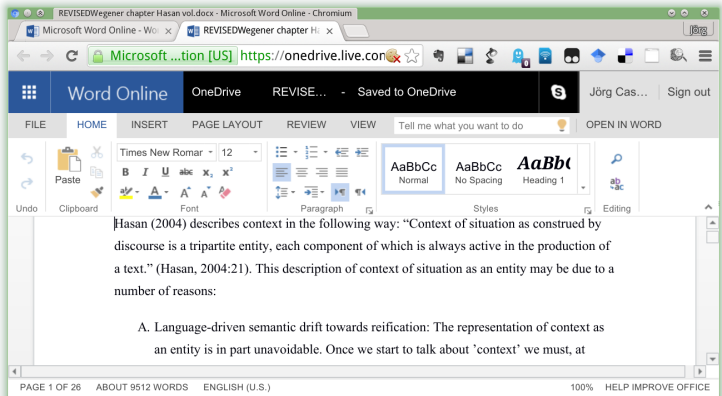 REVISEDWegener chapter Hasan vol.docx - Microsoft Word Online - Chromium
Microsoft Word Online - Wo
REVISEDWegener chapter Ha
Jörg
Microsoft ...tion [US] https://onedrive.live.con
0
Word Online OneDrive REVISE... - Saved to OneDrive Jörg Cas... Sign out
FILE HOME INSERT PAGE LAYOUT REVIEW VIEW Tell me what you want to do OPEN IN WORD
Times New Romar 12
Paste B I U abc x₂ x²
AaBbCc AaBbCc AaBb(
Normal No Spacing Heading 1
Undo Clipboard Font Paragraph Styles Editing
Hasan (2004) describes context in the following way: “Context of situation as construed by
discourse is a tripartite entity, each component of which is always active in the production of
a text.” (Hasan, 2004:21). This description of context of situation as an entity may be due to a
number of reasons:
A. Language-driven semantic drift towards reification: The representation of context as
an entity is in part unavoidable. Once we start to talk about ’context’ we must, at
PAGE 1 OF 26 ABOUT 9512 WORDS ENGLISH (U.S.) 100% HELP IMPROVE OFFICE